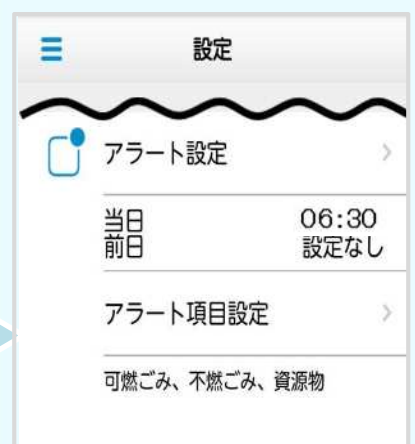 設定
アラート設定
当日 06:30
前日 設定なし
アラート項目設定
可燃ごみ、不燃ごみ、資源物